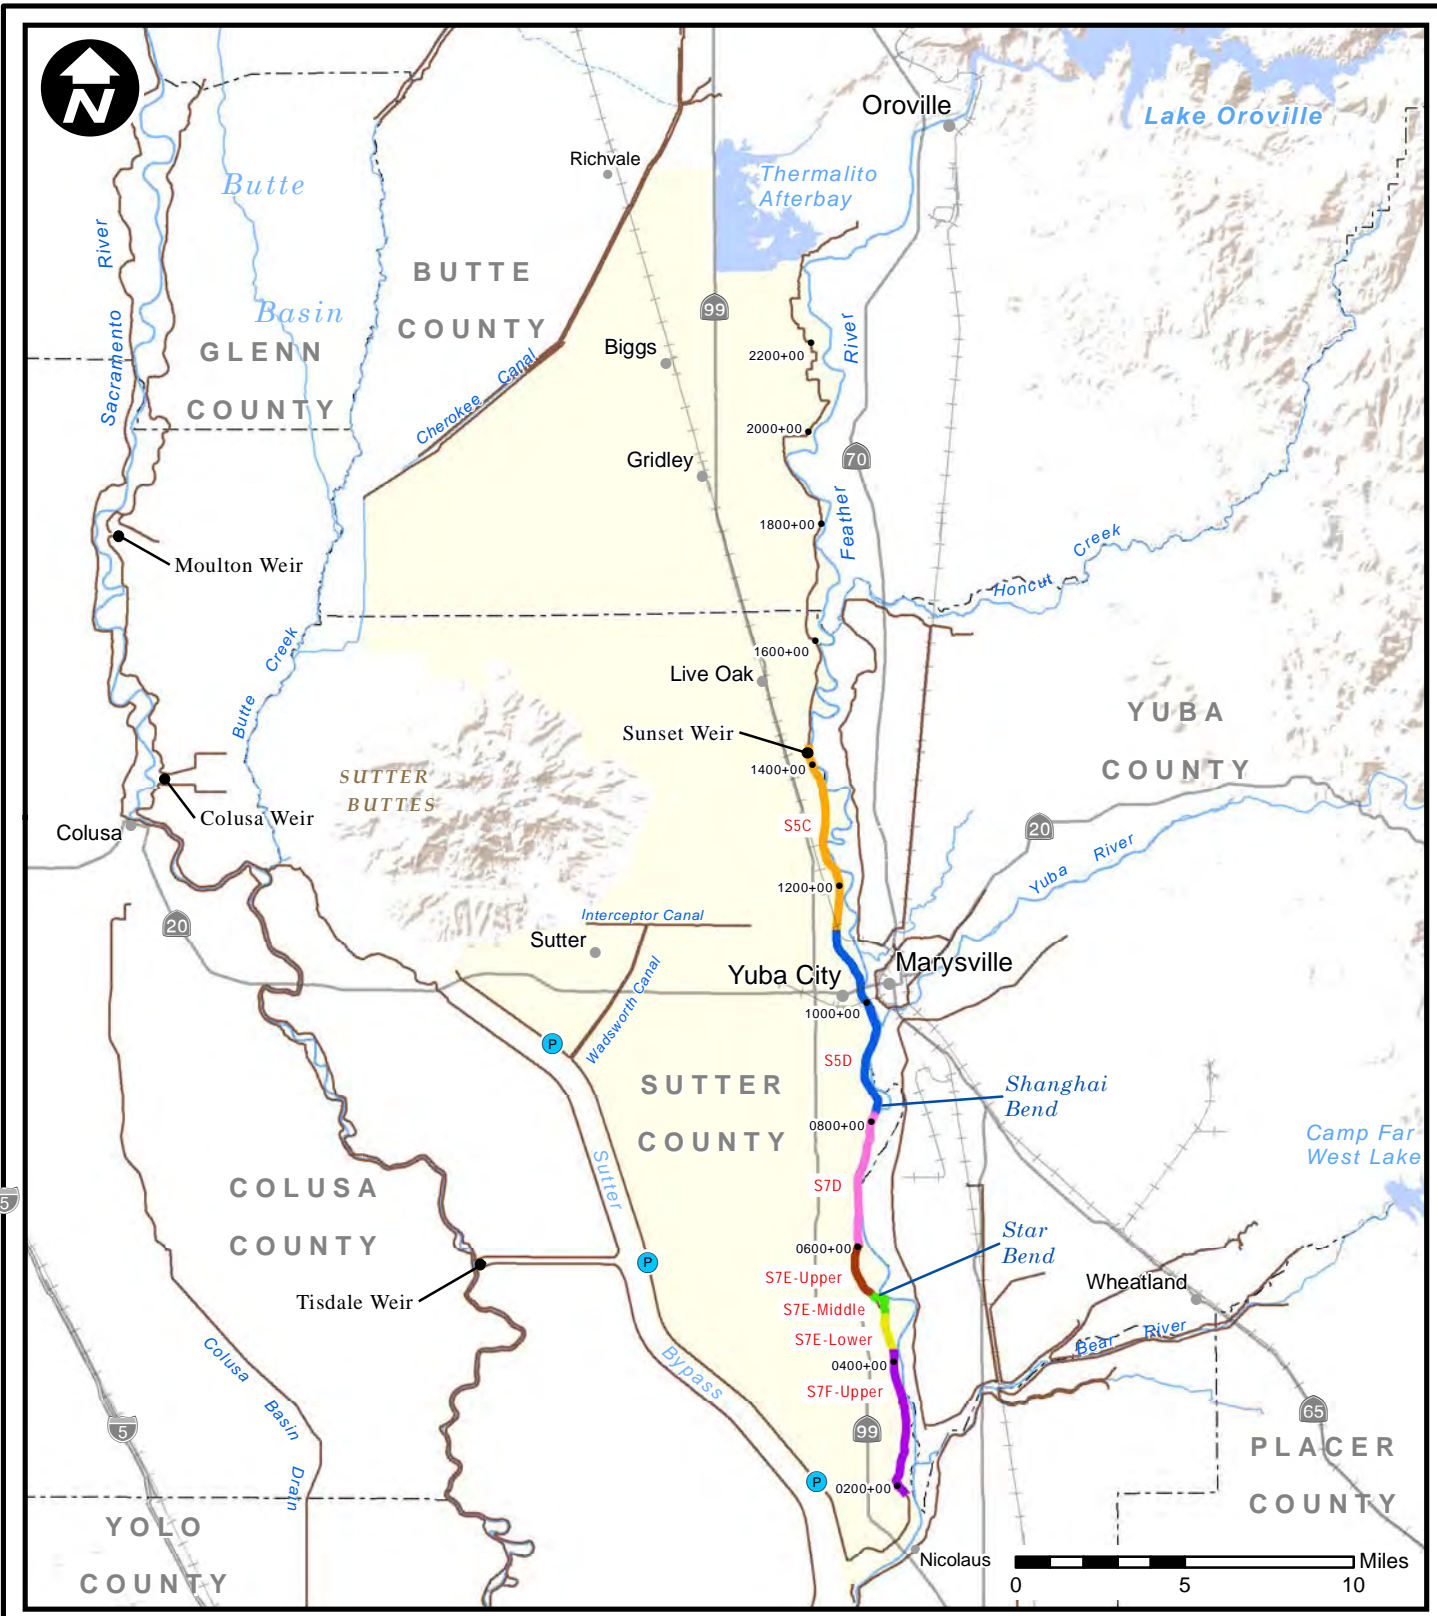 N
Oroville
Lake Oroville
Richvale
Thermalito
Afterbay
Butte
Basin
River
Sacramento
BUTTE
COUNTY
99
GLENN
COUNTY
Biggs
2200+00
River
Cherokee Canal
2000+00
70
Gridley
1800+00
Feather
Moulton Weir
Honcut Creek
Butte Creek
1600+00
Live Oak
YUBA
COUNTY
Sunset Weir
1400+00
SUTTER
BUTTES
Colusa Weir
Colusa
S5C
20
Yuba River
1200+00
20
Interceptor Canal
Sutter
Wadsworth Canal
Yuba City
Marysville
1000+00
P
S5D
SUTTER
COUNTY
Shanghai
Bend
0800+00
Camp Far
West Lake
Sutter
Bypass
COLUSA
COUNTY
S7D
5
Star
Bend
0600+00
P
S7E-Upper
Wheatland
Tisdale Weir
S7E-Middle
S7E-Lower
Bear River
0400+00
S7F-Upper
Colusa Basin Drain
65
5
99
PLACER
COUNTY
P
0200+00
YOLO
COUNTY
Nicolaus
Miles
0 5 10